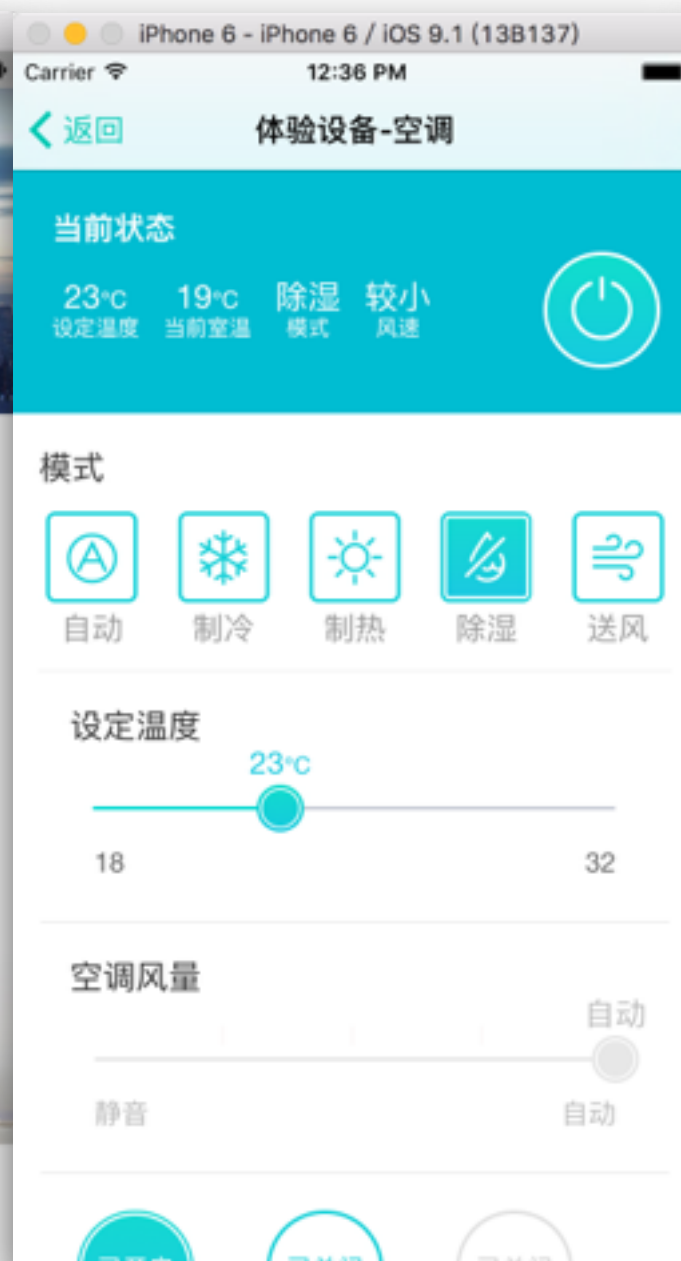 iPhone 6 - iPhone 6 / iOS 9.1 (13B137)
Carrier 12:36 PM
返回 体验设备-空调
当前状态
23°C 19°C 除湿 较小
设定温度 当前室温 模式 风速
模式
自动 制冷 制热 除湿 送风
设定温度
23°C
18 32
空调风量
自动
静音 自动